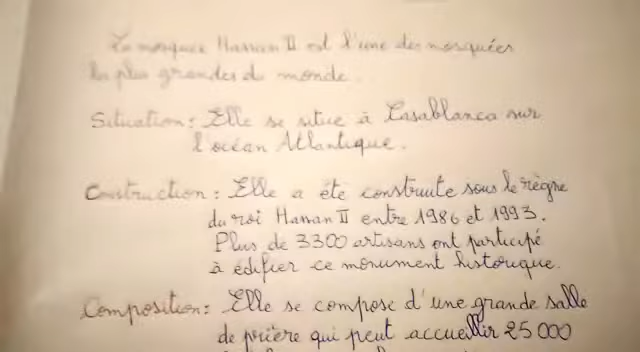 La mosquée Hassan II est l'une des mosquées
les plus grandes du monde.
Situation : Elle se situe à Casablanca sur
l'océan Atlantique.
Construction : Elle a été construite sous le règne
du roi Hassan II entre 1986 et 1993.
Plus de 3300 artisans ont participé
à édifier ce monument historique.
Composition : Elle se compose d'une grande salle
de prière qui peut accueillir 25 000